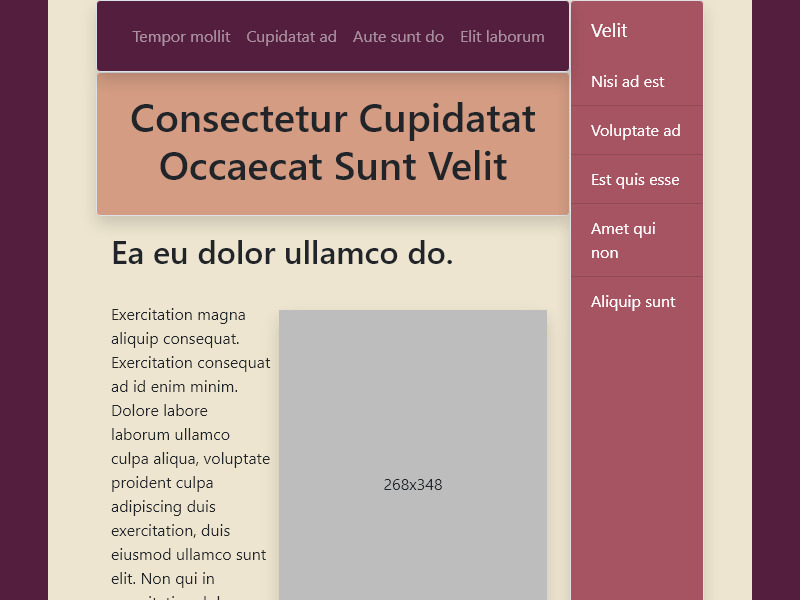 Tempor mollit Cupidatat ad Aute sunt do Elit laborum
Consectetur Cupidatat
Occaecat Sunt Velit
Ea eu dolor ullamco do.
Exercitation magna
aliquip consequat.
Exercitation consequat
ad id enim minim.
Dolore labore
laborum ullamco
culpa aliqua, voluptate
proident culpa
adipiscing duis
exercitation, duis
eiusmod ullamco sunt
elit. Non qui in
268x348
Velit
Nisi ad est
Voluptate ad
Est quis esse
Amet qui
non
Aliquip sunt